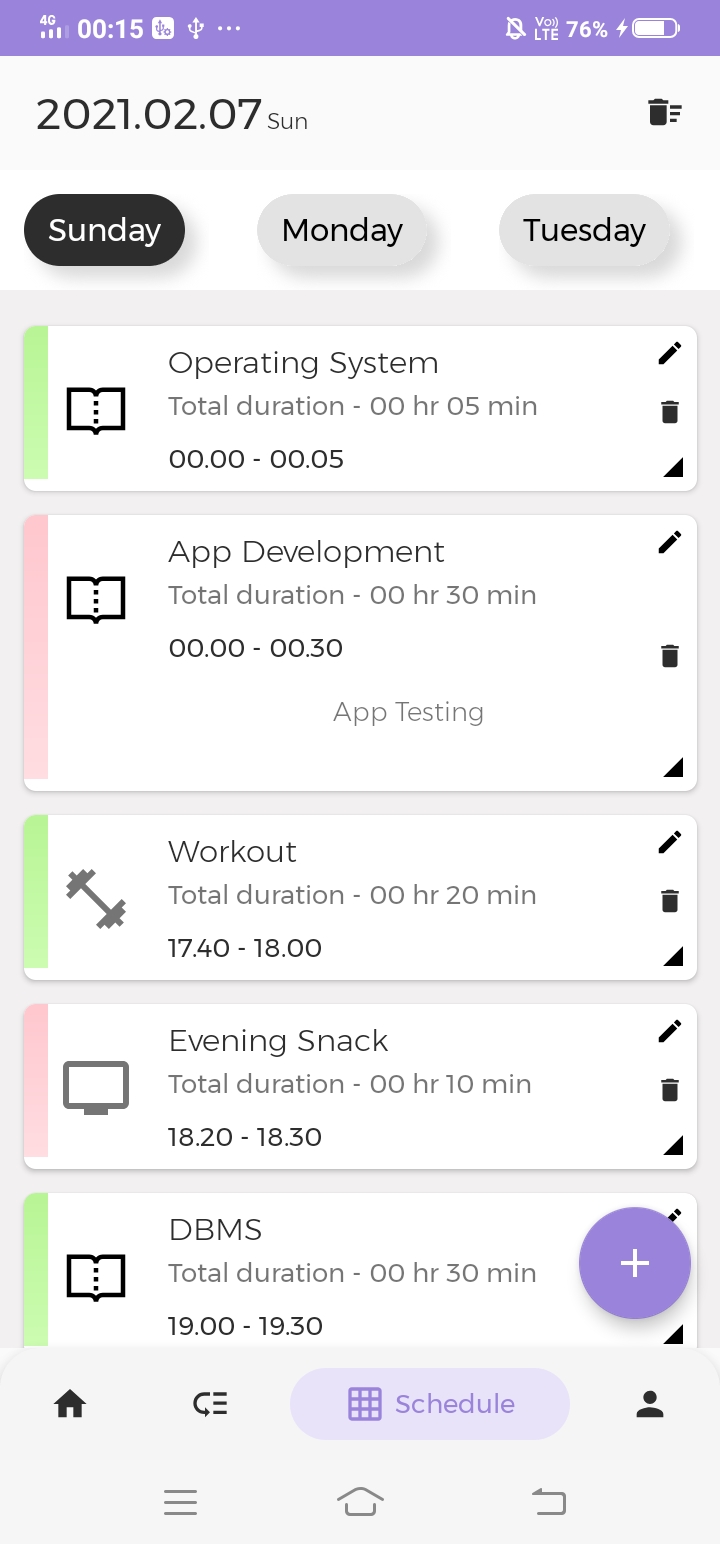 4G 00:15 Vo)) LTE 76%
2021.02.07 Sun
Sunday Monday Tuesday
Operating System
Total duration - 00 hr 05 min
00.00 - 00.05
App Development
Total duration - 00 hr 30 min
00.00 - 00.30
App Testing
Workout
Total duration - 00 hr 20 min
17.40 - 18.00
Evening Snack
Total duration - 00 hr 10 min
18.20 - 18.30
DBMS
Total duration - 00 hr 30 min
19.00 - 19.30
Schedule